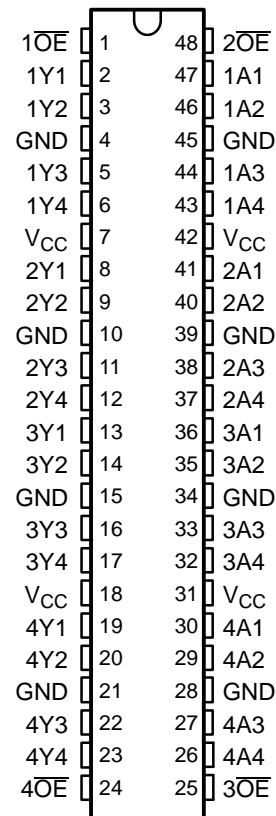 1O̅E̅ 1 48 2O̅E̅
1Y1 2 47 1A1
1Y2 3 46 1A2
GND 4 45 GND
1Y3 5 44 1A3
1Y4 6 43 1A4
VCC 7 42 VCC
2Y1 8 41 2A1
2Y2 9 40 2A2
GND 10 39 GND
2Y3 11 38 2A3
2Y4 12 37 2A4
3Y1 13 36 3A1
3Y2 14 35 3A2
GND 15 34 GND
3Y3 16 33 3A3
3Y4 17 32 3A4
VCC 18 31 VCC
4Y1 19 30 4A1
4Y2 20 29 4A2
GND 21 28 GND
4Y3 22 27 4A3
4Y4 23 26 4A4
4O̅E̅ 24 25 3O̅E̅